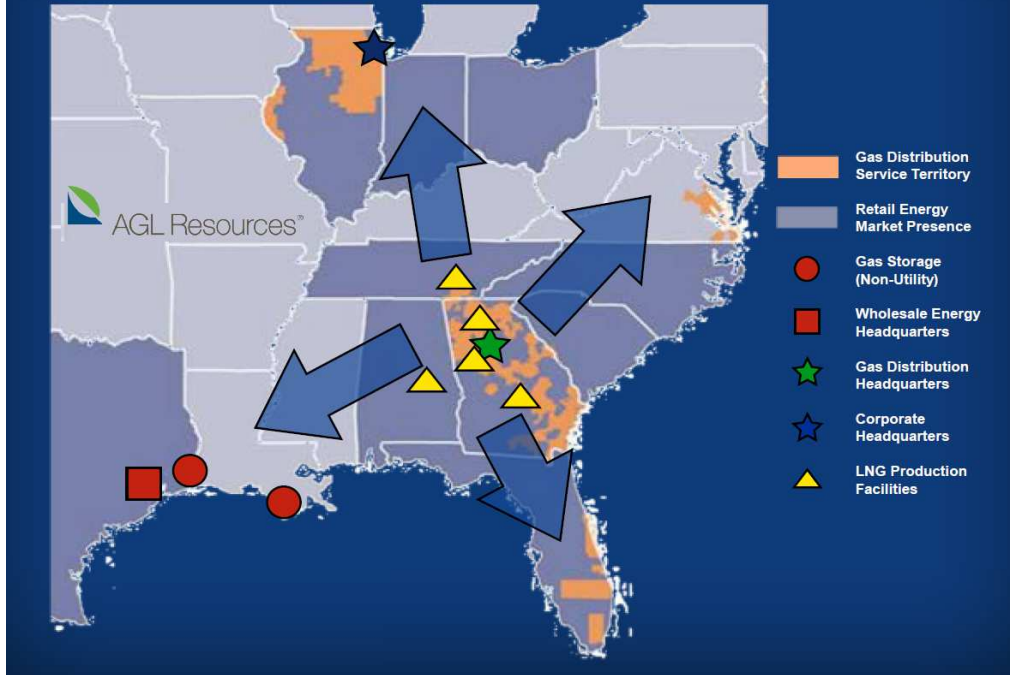 AGL Resources®
Gas Distribution
Service Territory
Retail Energy
Market Presence
Gas Storage
(Non-Utility)
Wholesale Energy
Headquarters
Gas Distribution
Headquarters
Corporate
Headquarters
LNG Production
Facilities